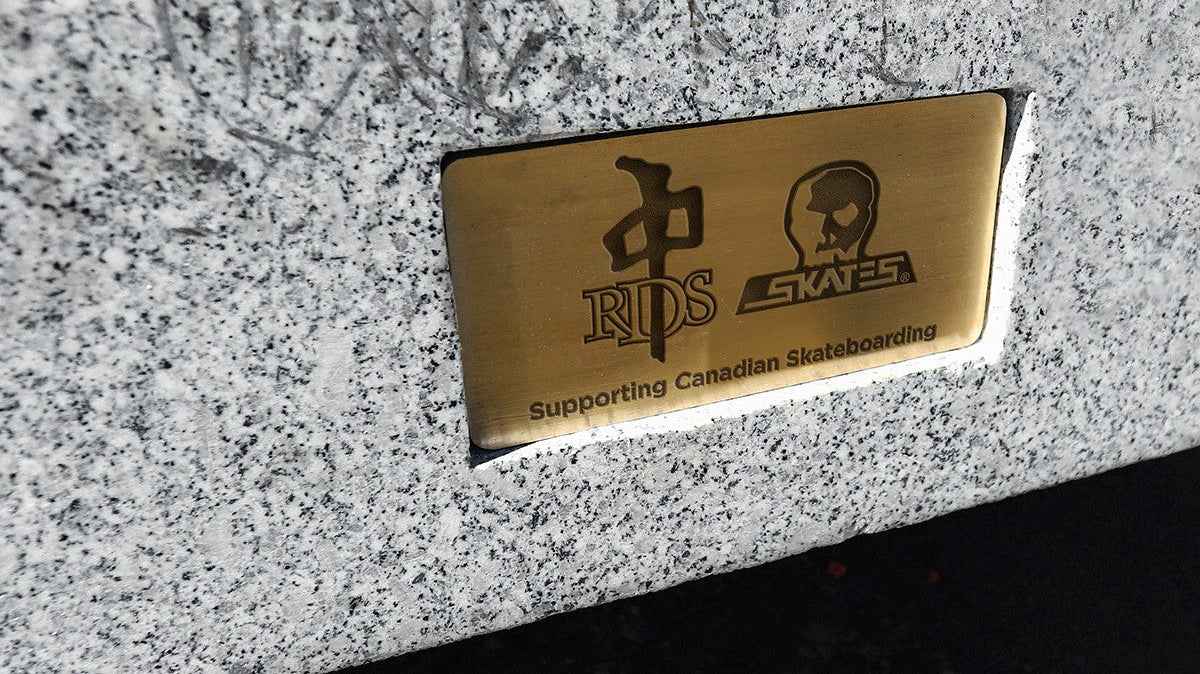 中
RDS
SKATES®
Supporting Canadian Skateboarding